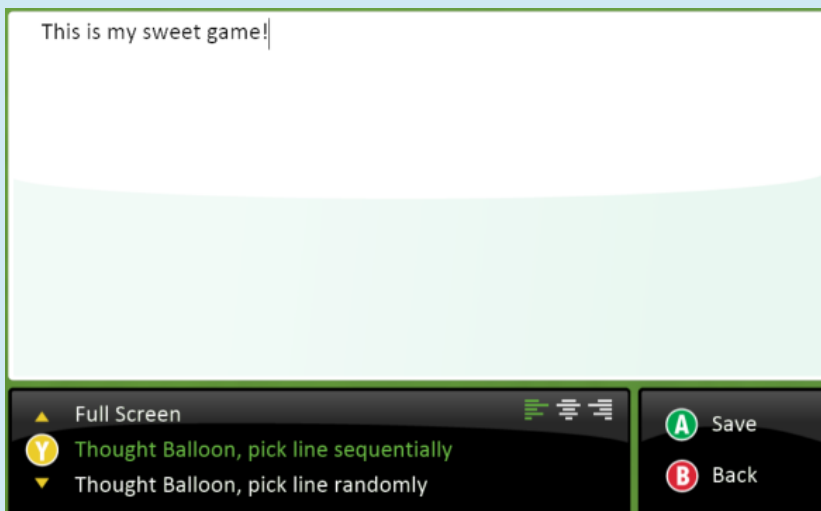 This is my sweet game!
Full Screen
Y Thought Balloon, pick line sequentially
Thought Balloon, pick line randomly
A Save
B Back